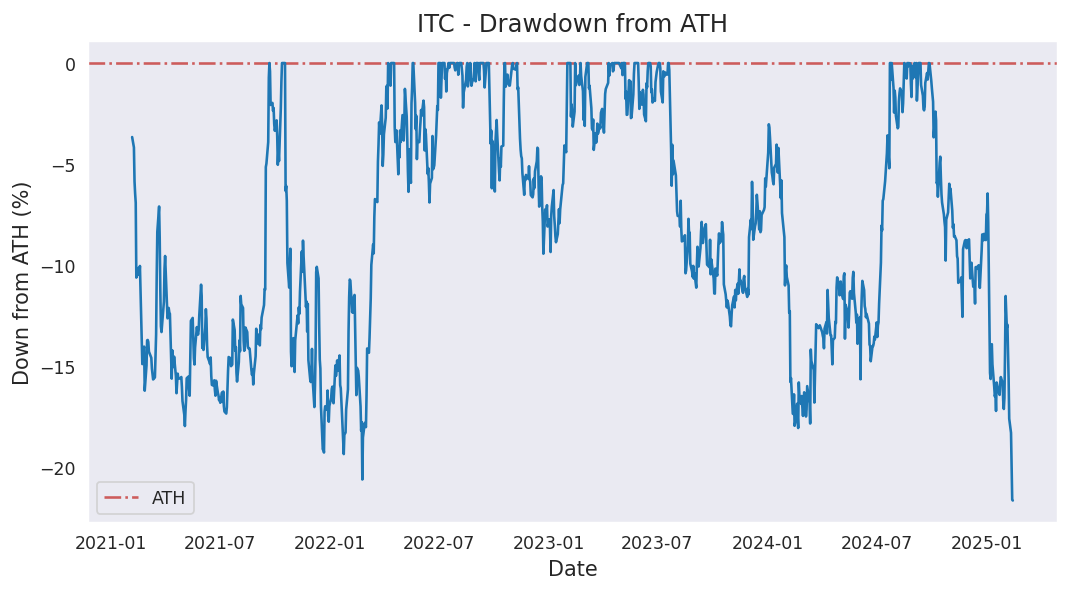 ITC - Drawdown from ATH
Down from ATH (%)
0
−5
−10
−15
−20
ATH
2021-01 2021-07 2022-01 2022-07 2023-01 2023-07 2024-01 2024-07 2025-01
Date